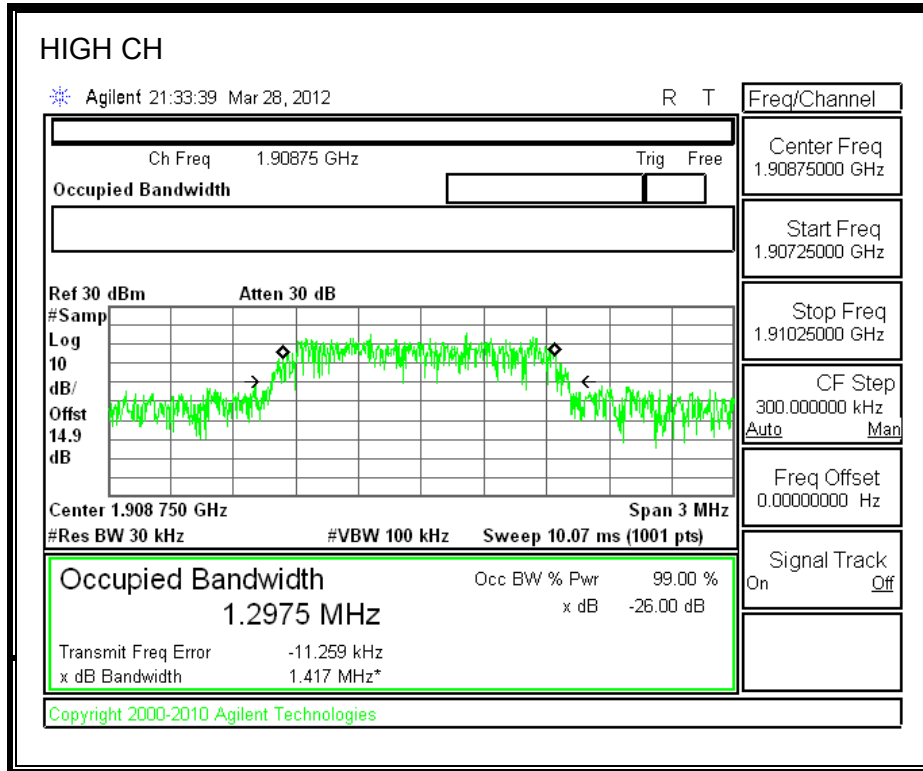 HIGH CH
Agilent 21:33:39 Mar 28, 2012 R T
Freq/Channel
Ch Freq 1.90875 GHz Trig Free
Occupied Bandwidth
Center Freq
1.90875000 GHz
Start Freq
1.90725000 GHz
Stop Freq
1.91025000 GHz
CF Step
300.000000 kHz
Auto Man
Freq Offset
0.00000000 Hz
Signal Track
On Off
Ref 30 dBm Atten 30 dB
#Samp
Log
10
dB/
Offst
14.9
dB
Center 1.908 750 GHz Span 3 MHz
#Res BW 30 kHz #VBW 100 kHz Sweep 10.07 ms (1001 pts)
Occupied Bandwidth Occ BW % Pwr 99.00 %
1.2975 MHz x dB -26.00 dB
Transmit Freq Error -11.259 kHz
x dB Bandwidth 1.417 MHz*
Copyright 2000-2010 Agilent Technologies